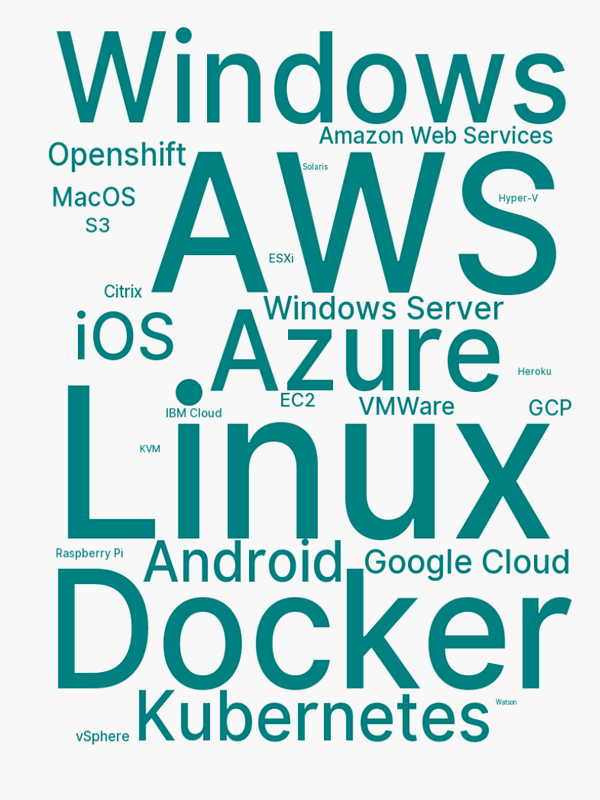 Windows
Amazon Web Services
Openshift
AWS
Solaris
MacOS
Hyper-V
S3
ESXi
Citrix
Windows Server
iOS
Azure
Heroku
EC2
VMWare
GCP
IBM Cloud
Linux
KVM
Raspberry Pi
Android
Google Cloud
Docker
Kubernetes
Watson
vSphere